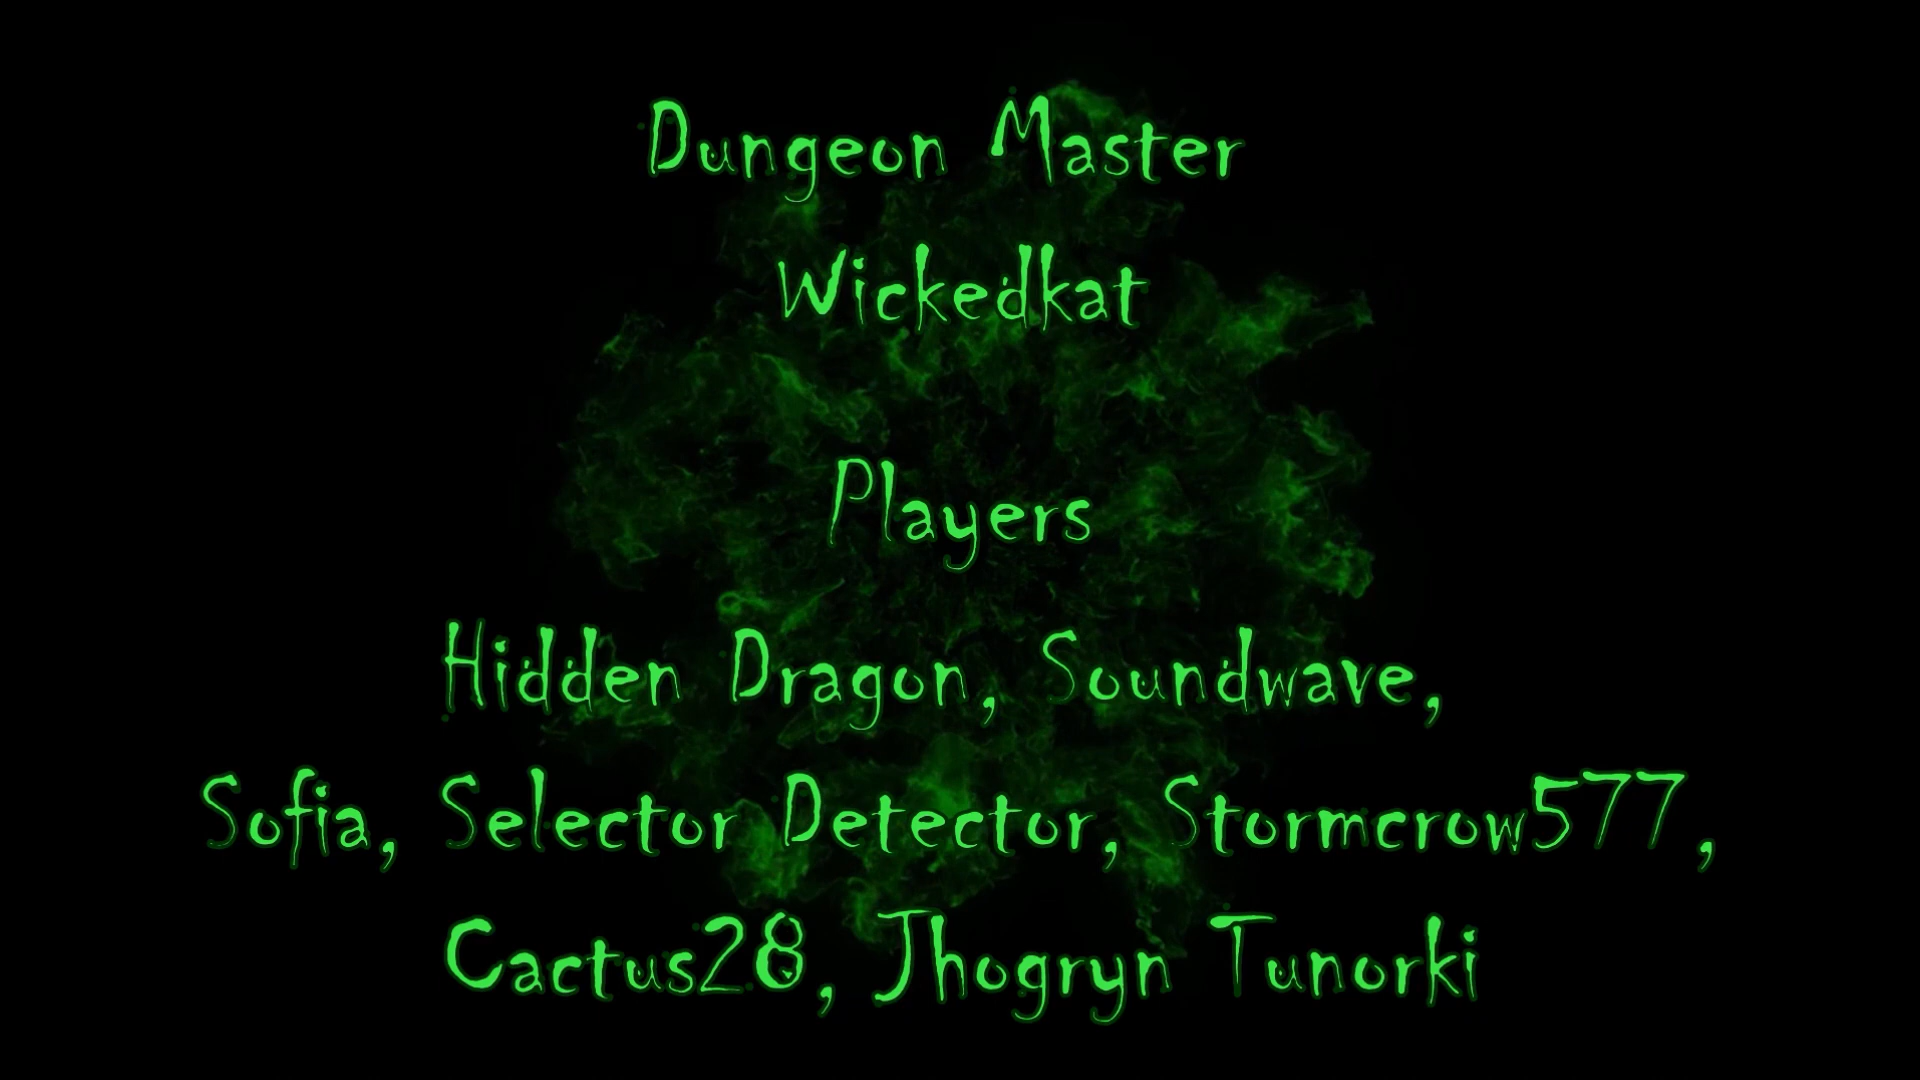 Dungeon Master
Wickedkat
Players
Hidden Dragon, Soundwave,
Sofia, Selector Detector, Stormcrow577,
Cactus28, Jhogryn Tunorki